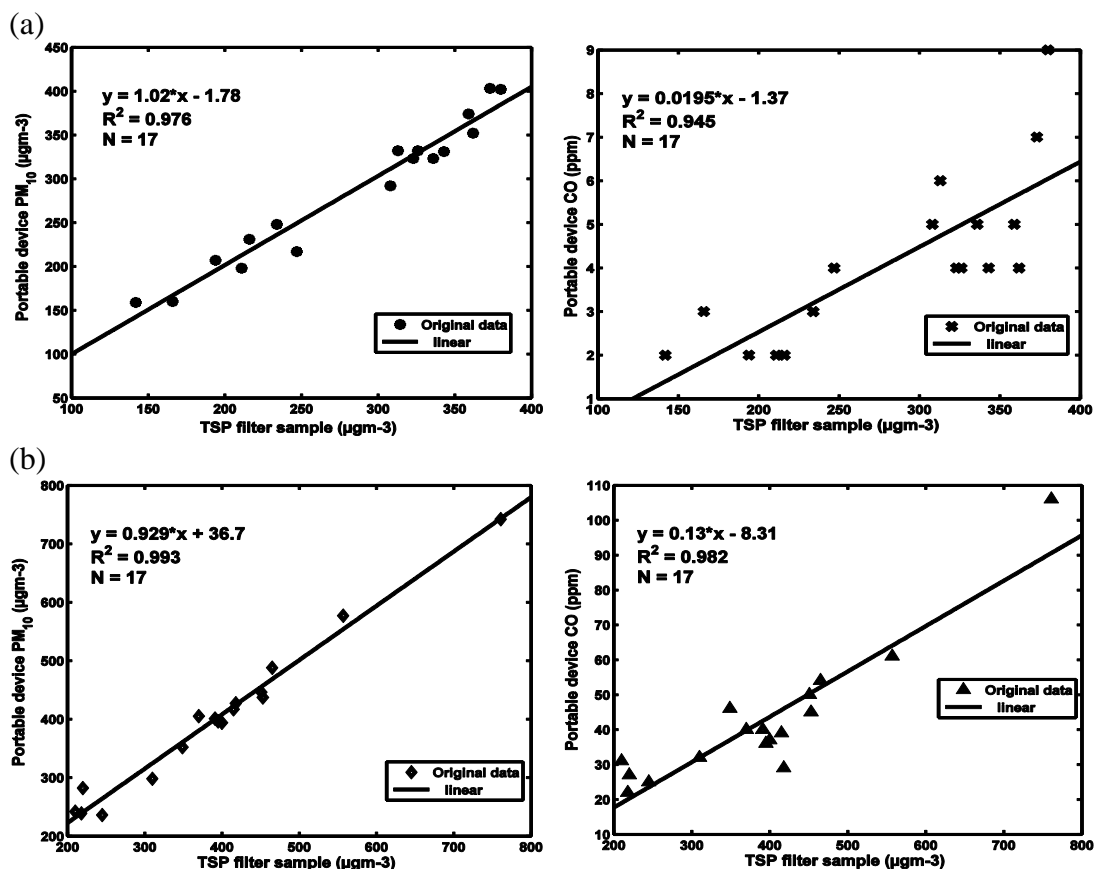 (a)
y = 1.02*x - 1.78
R² = 0.976
N = 17
Original data
linear
450
400
350
300
250
200
150
100
50
100 150 200 250 300 350 400
Portable device PM₁₀ (µgm-3)
TSP filter sample (µgm-3)
y = 0.0195*x - 1.37
R² = 0.945
N = 17
Original data
linear
9
8
7
6
5
4
3
2
1
100 150 200 250 300 350 400
Portable device CO (ppm)
TSP filter sample (µgm-3)
(b)
y = 0.929*x + 36.7
R² = 0.993
N = 17
Original data
linear
800
700
600
500
400
300
200
200 300 400 500 600 700 800
Portable device PM₁₀ (µgm-3)
TSP filter sample (µgm-3)
y = 0.13*x - 8.31
R² = 0.982
N = 17
Original data
linear
110
100
90
80
70
60
50
40
30
20
10
200 300 400 500 600 700 800
Portable device CO (ppm)
TSP filter sample (µgm-3)